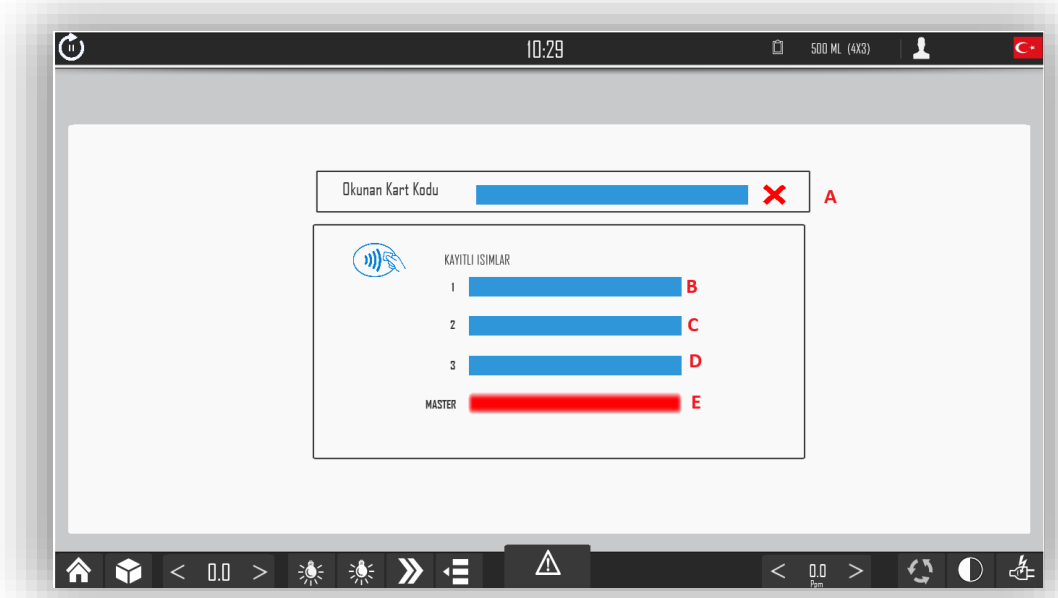 10:29 500 ML (4X3)
Okunan Kart Kodu A
KAYITLI ISIMLAR
1 B
2 C
3 D
MASTER E
< 0.0 > < 0.0 >
Ppm